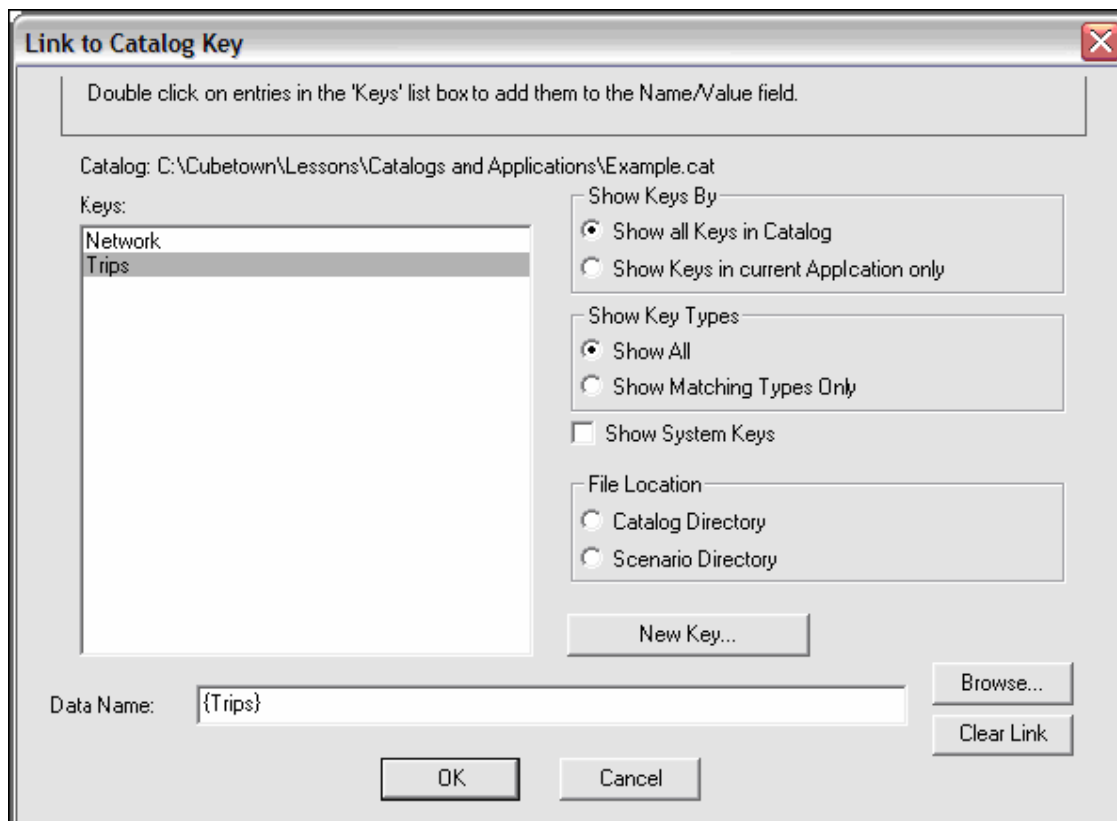 Link to Catalog Key
Double click on entries in the 'Keys' list box to add them to the Name/Value field.
Catalog: C:\Cubetown\Lessons\Catalogs and Applications\Example.cat
Keys:
Network
Trips
Show Keys By
Show all Keys in Catalog
Show Keys in current Applcation only
Show Key Types
Show All
Show Matching Types Only
Show System Keys
File Location
Catalog Directory
Scenario Directory
New Key...
Data Name:
{Trips}
Browse...
Clear Link
OK
Cancel